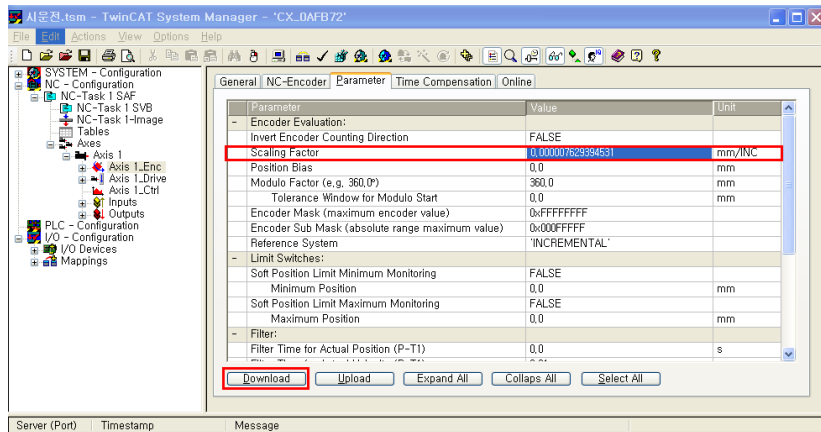 시운전.tsm - TwinCAT System Manager - 'CX_0AFB72'
File Edit Actions View Options Help
SYSTEM - Configuration
NC - Configuration
NC-Task 1 SAF
NC-Task 1 SVB
NC-Task 1-Image
Tables
Axes
Axis 1
Axis 1_Enc
Axis 1_Drive
Axis 1_Ctrl
Inputs
Outputs
PLC - Configuration
I/O - Configuration
I/O Devices
Mappings
General NC-Encoder Parameter Time Compensation Online
Parameter Value Unit
- Encoder Evaluation:
Invert Encoder Counting Direction FALSE
Scaling Factor 0,000007629394531 mm/INC
Position Bias 0,0 mm
Modulo Factor (e,g, 360,0º) 360,0 mm
Tolerance Window for Modulo Start 0,0 mm
Encoder Mask (maximum encoder value) 0xFFFFFFFF
Encoder Sub Mask (absolute range maximum value) 0x000FFFFF
Reference System 'INCREMENTAL'
- Limit Switches:
Soft Position Limit Minimum Monitoring FALSE
Minimum Position 0,0 mm
Soft Position Limit Maximum Monitoring FALSE
Maximum Position 0,0 mm
- Filter:
Filter Time for Actual Position (P-T1) 0,0 s
Download Upload Expand All Collaps All Select All
Server (Port) Timestamp Message